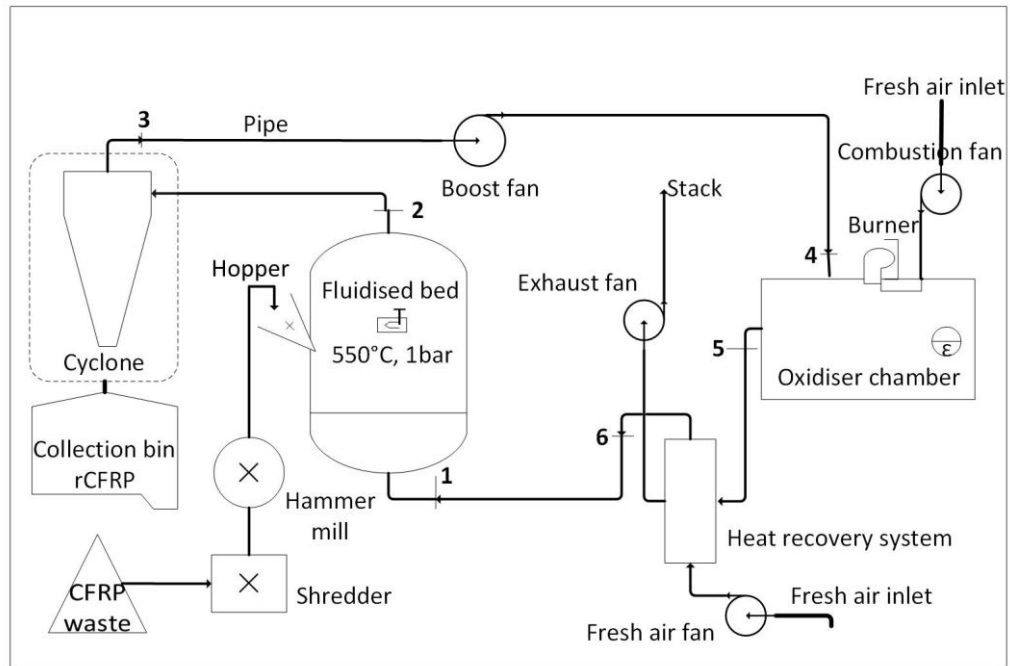 Fresh air inlet
3
Pipe
Combustion fan
Boost fan
Stack
2
Burner
4
Hopper
Fluidised bed
T
550°C, 1bar
Exhaust fan
5
ε
Oxidiser chamber
Cyclone
6
Collection bin
rCFRP
1
Hammer
mill
Heat recovery system
CFRP
waste
Shredder
Fresh air inlet
Fresh air fan